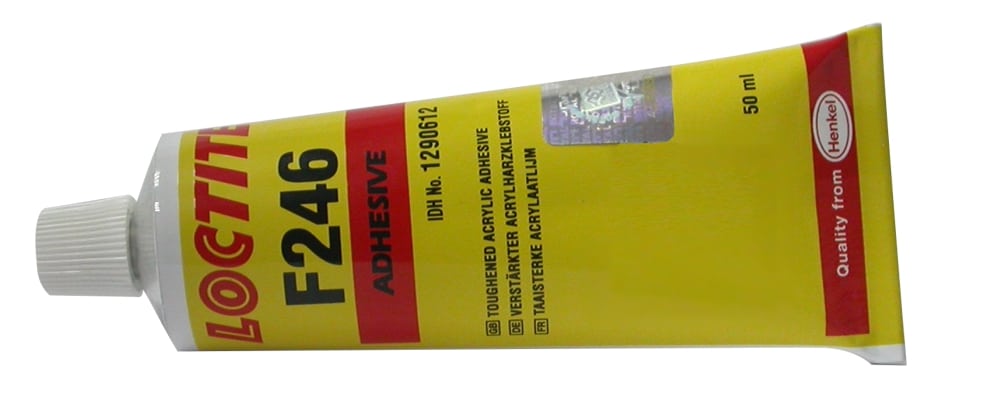 LOCTITE
F246
ADHESIVE
IDH No. 1290612
GB TOUGHENED ACRYLIC ADHESIVE
DE VERSTÄRKTER ACRYLHARZKLEBSTOFF
FR TAAISTERKE ACRYLAATLIJM
50 ml
Quality from Henkel